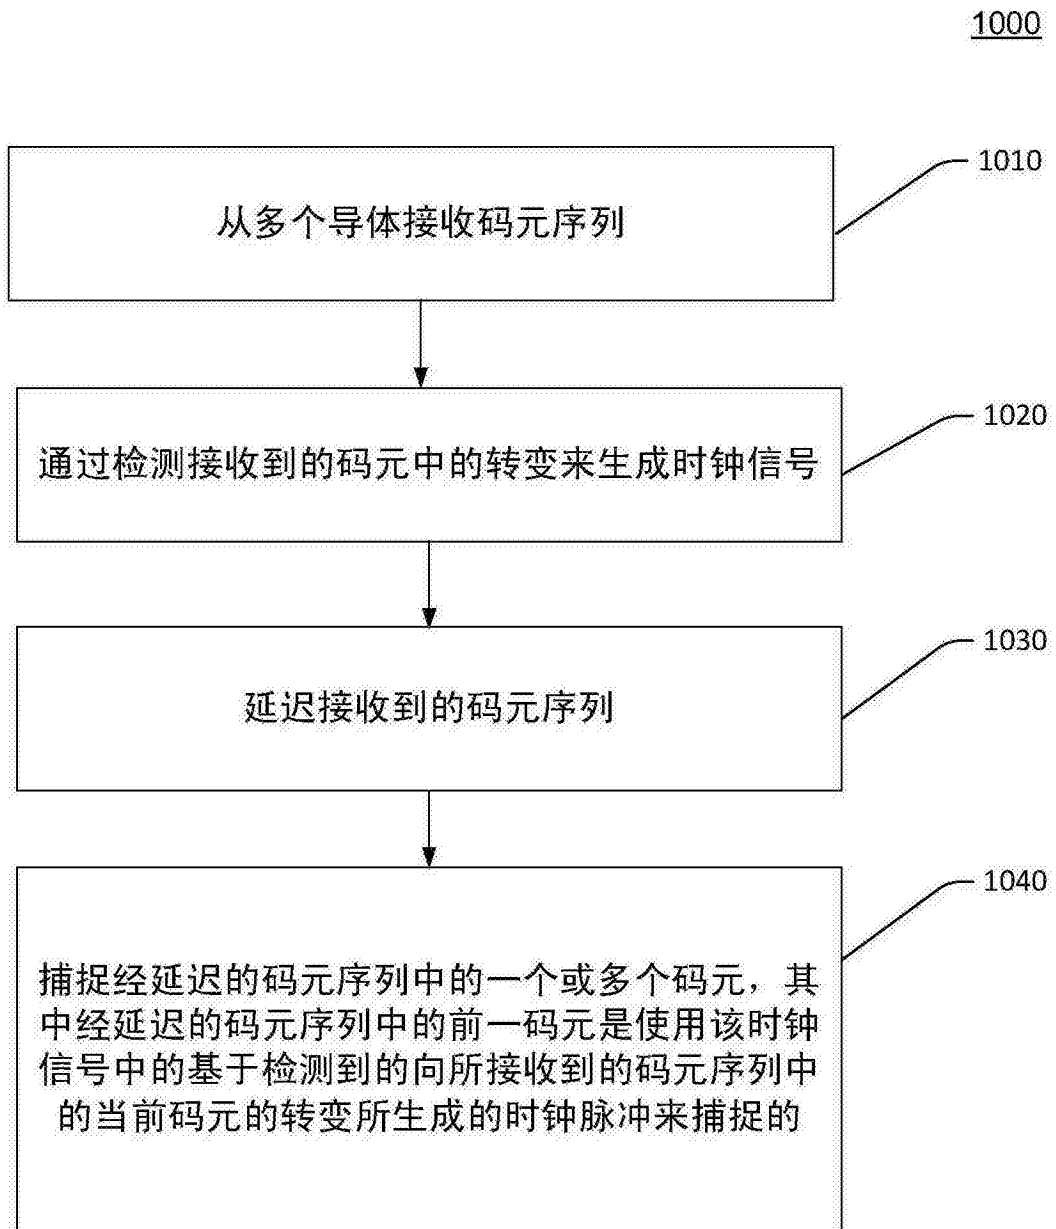 1000
从多个导体接收码元序列
1010
通过检测接收到的码元中的转变来生成时钟信号
1020
延迟接收到的码元序列
1030
捕捉经延迟的码元序列中的一个或多个码元，其
中经延迟的码元序列中的前一码元是使用该时钟
信号中的基于检测到的向所接收到的码元序列中
的当前码元的转变所生成的时钟脉冲来捕捉的
1040